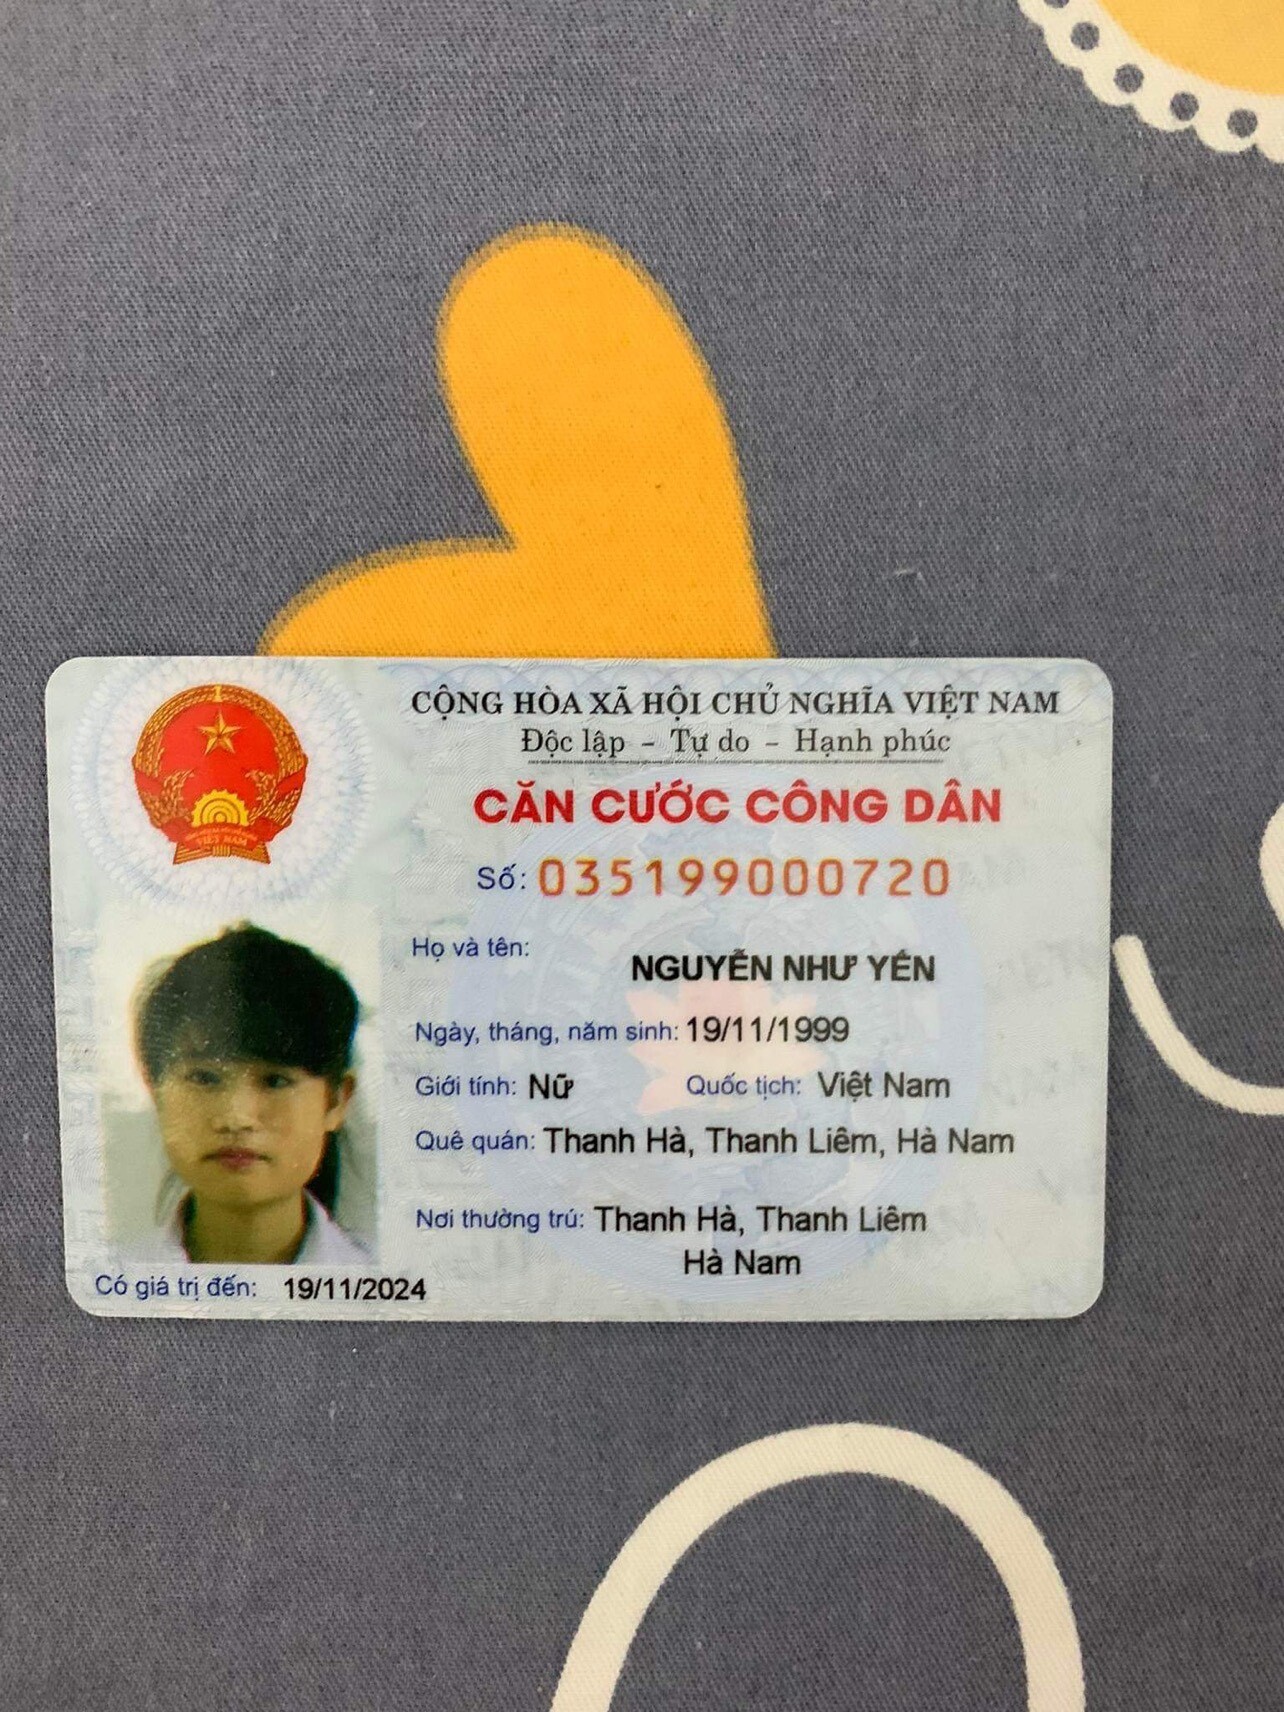 CỘNG HÒA XÃ HỘI CHỦ NGHĨA VIỆT NAM
Độc lập – Tự do – Hạnh phúc
CĂN CƯỚC CÔNG DÂN
Số: 035199000720
Họ và tên:
NGUYỄN NHƯ YẾN
Ngày, tháng, năm sinh: 19/11/1999
Giới tính: Nữ Quốc tịch: Việt Nam
Quê quán: Thanh Hà, Thanh Liêm, Hà Nam
Nơi thường trú: Thanh Hà, Thanh Liêm
Hà Nam
Có giá trị đến: 19/11/2024
VIỆT NAM